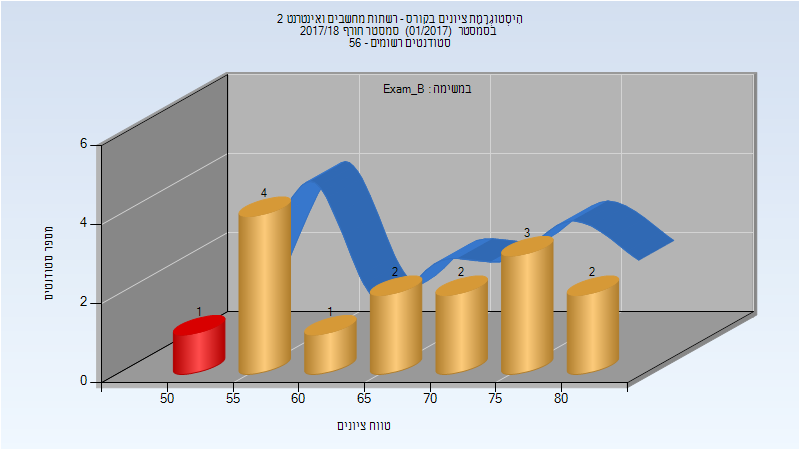 היסטוגרמת ציונים בקורס - רשתות מחשבים ואינטרנט 2
בסמסטר (01/2017) סמסטר חורף 2017/18
סטודנטים רשומים - 56
במשימה : Exam_B
מספר סטודנטים
6
4
2
0
1
4
1
2
2
3
2
50 55 60 65 70 75 80
טווח ציונים